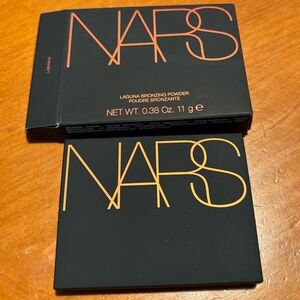 NARS
LAGUNA BRONZING POWDER
POUDRE BRONZANTE
NET WT. 0.38 Oz. 11 g e
NARS